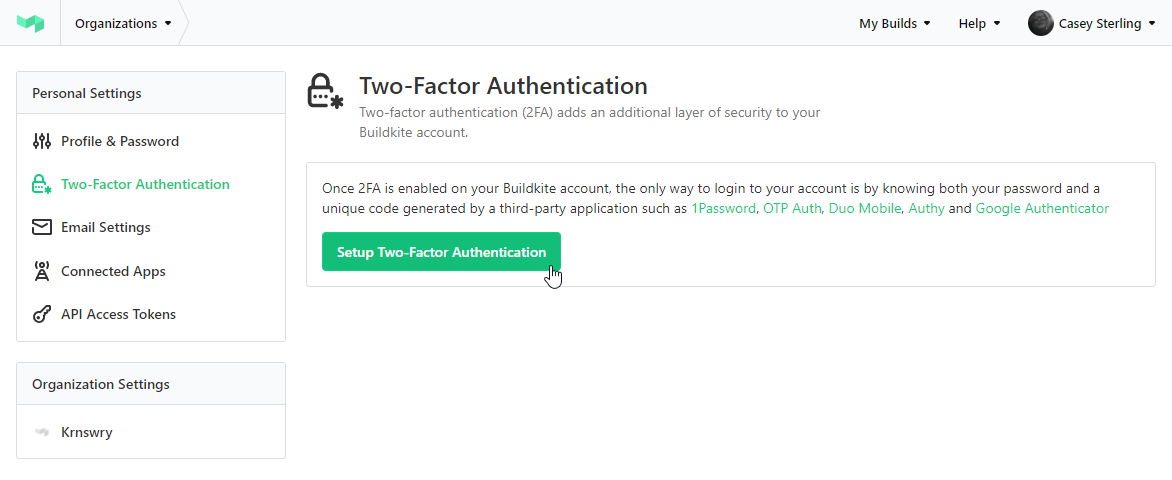 Organizations
My Builds
Help
Casey Sterling
Personal Settings
Profile & Password
Two-Factor Authentication
Email Settings
Connected Apps
API Access Tokens
Organization Settings
Krnswry
Two-Factor Authentication
Two-factor authentication (2FA) adds an additional layer of security to your
Buildkite account.
Once 2FA is enabled on your Buildkite account, the only way to login to your account is by knowing both your password and a
unique code generated by a third-party application such as 1Password, OTP Auth, Duo Mobile, Authy and Google Authenticator
Setup Two-Factor Authentication